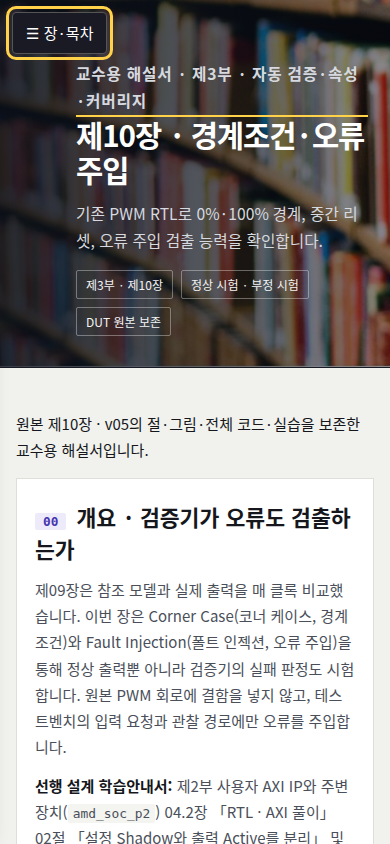 ☰ 장·목차
교수용 해설서 · 제3부 · 자동 검증·속성
·커버리지
제10장 · 경계조건·오류
주입
기존 PWM RTL로 0%·100% 경계, 중간 리
셋, 오류 주입 검출 능력을 확인합니다.
제3부 · 제10장
정상 시험 · 부정 시험
DUT 원본 보존
원본 제10장 · v05의 절·그림·전체 코드·실습을 보존한
교수용 해설서입니다.
00 개요 · 검증기가 오류도 검출하
는가
제09장은 참조 모델과 실제 출력을 매 클록 비교했
습니다. 이번 장은 Corner Case(코너 케이스, 경계
조건)와 Fault Injection(폴트 인젝션, 오류 주입)을
통해 정상 출력뿐 아니라 검증기의 실패 판정도 시험
합니다. 원본 PWM 회로에 결함을 넣지 않고, 테스
트벤치의 입력 요청과 관찰 경로에만 오류를 주입합
니다.
선행 설계 학습안내서: 제2부 사용자 AXI IP와 주변
장치(amd_soc_p2) 04.2장 「RTL · AXI 풀이」
02절 「설정 Shadow와 출력 Active를 분리」 및